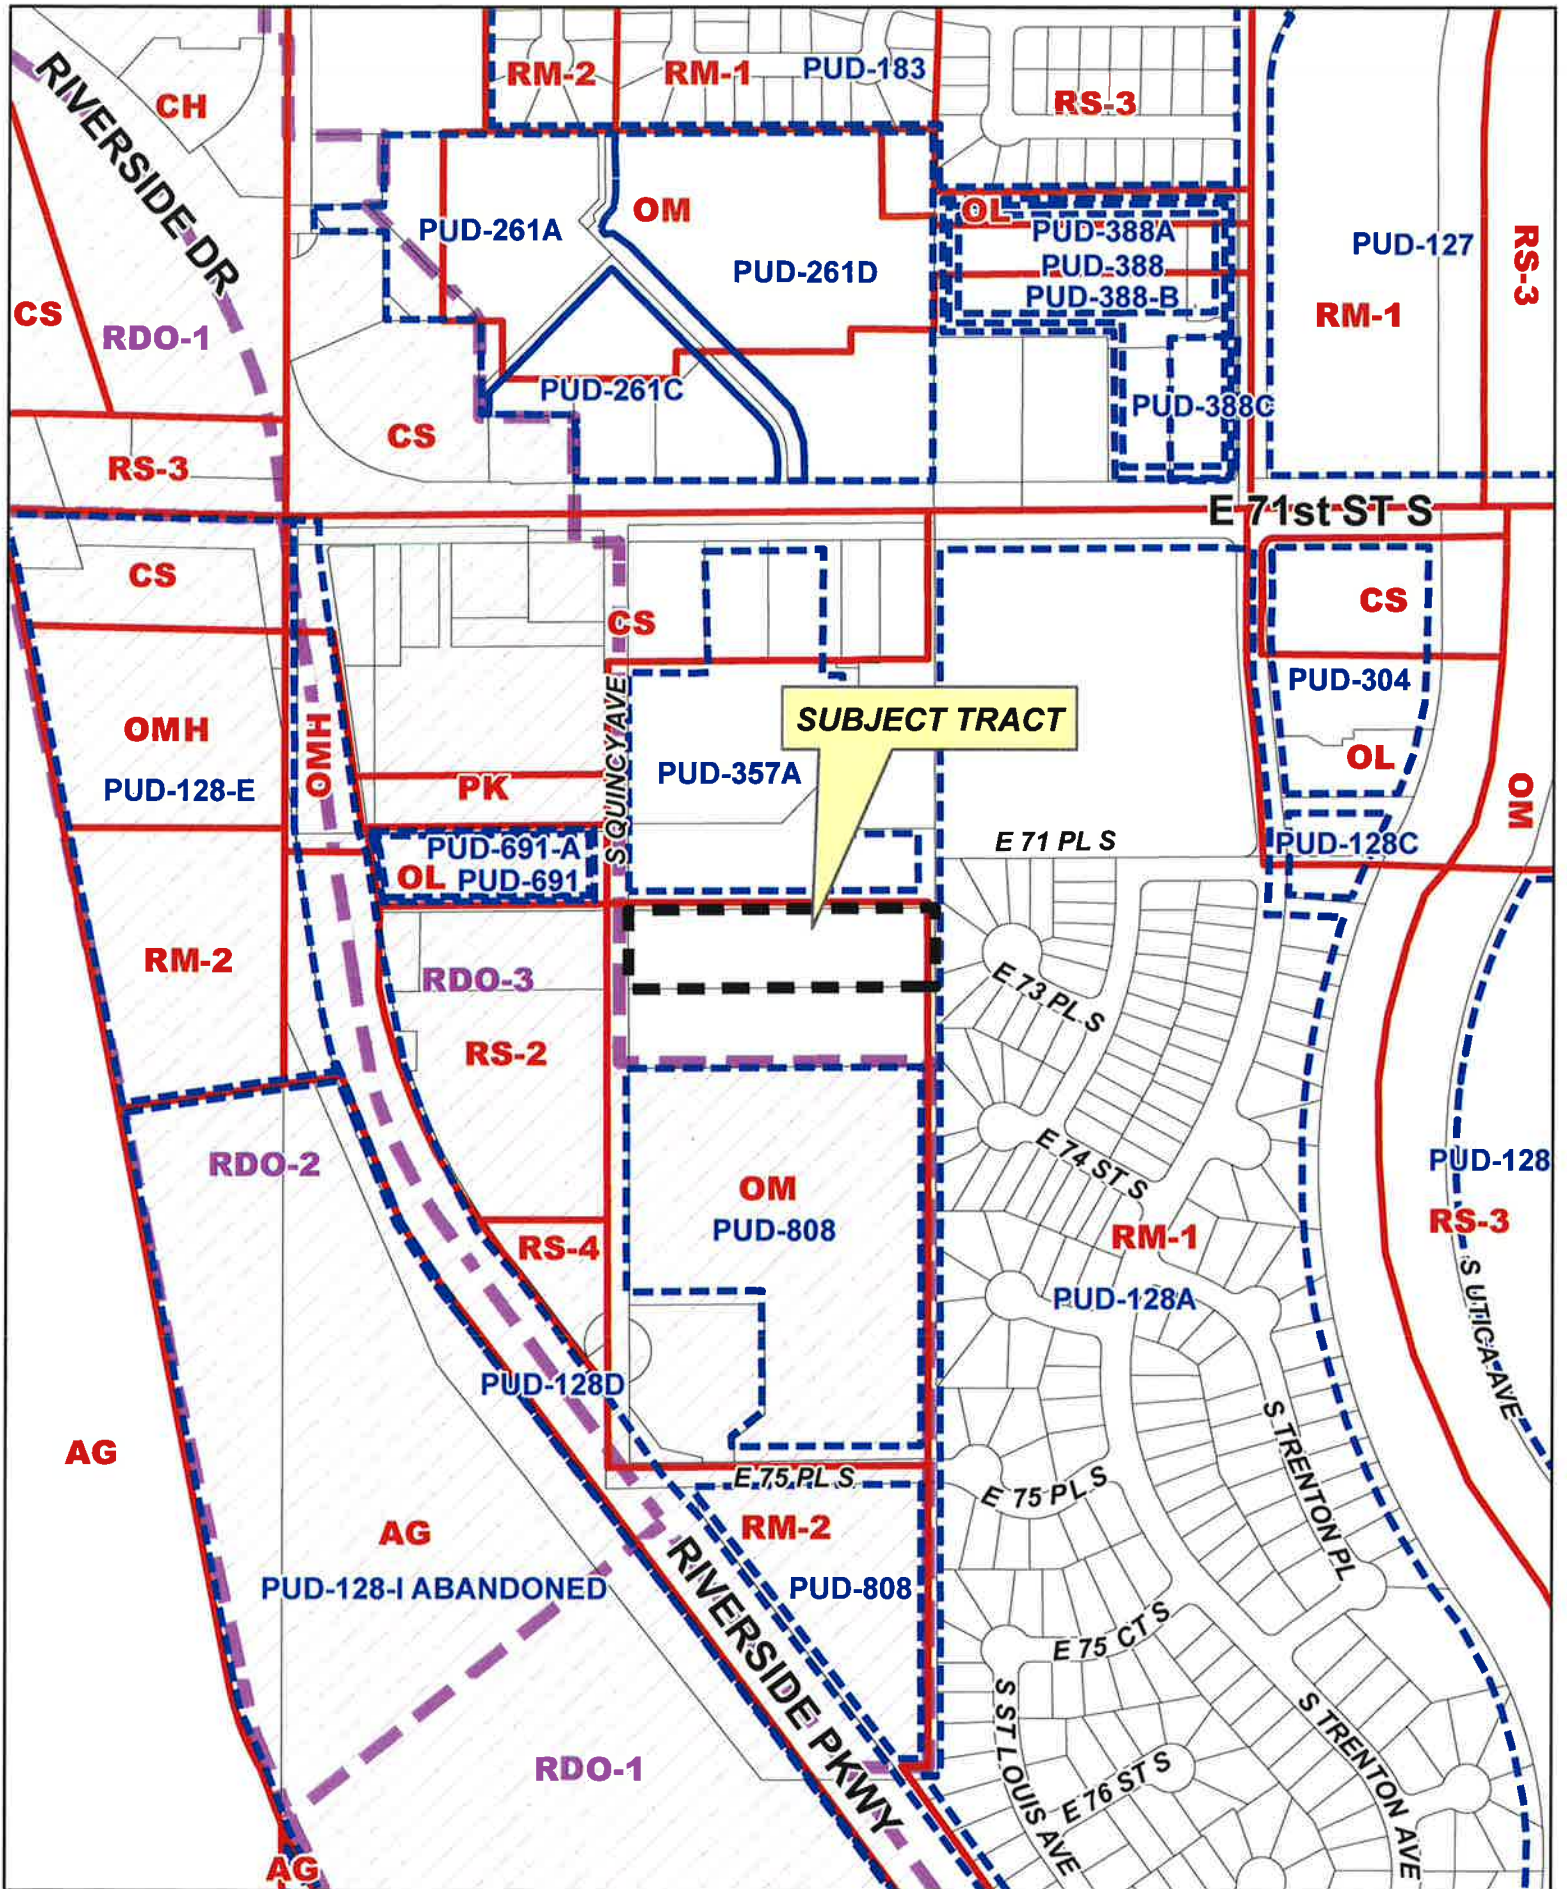 RM-2
RM-1
PUD-183
RS-3
CH
RIVERSIDE DR
PUD-261A
OM
PUD-261D
OL
PUD-388A
PUD-388
PUD-388-B
PUD-127
RS-3
RM-1
CS
RDO-1
PUD-261C
PUD-388C
CS
RS-3
E 71st ST S
CS
CS
CS
PUD-304
OMH
OMH
SUBJECT TRACT
S QUINCY AVE
PUD-128-E
PK
PUD-357A
OL
OM
PUD-691-A
OL PUD-691
E 71 PL S
PUD-128C
RM-2
RDO-3
E 73 PL S
RS-2
RDO-2
E 74 ST S
PUD-128
OM
PUD-808
RM-1
RS-3
RS-4
PUD-128A
S UTICA AVE
PUD-128D
AG
S TRENTON PL
E 75 PL S
E 75 PL S
AG
RM-2
PUD-128-I ABANDONED
PUD-808
RIVERSIDE PKWY
E 75 CT S
S ST LOUIS AVE
S TRENTON AVE
RDO-1
E 76 ST S
AG